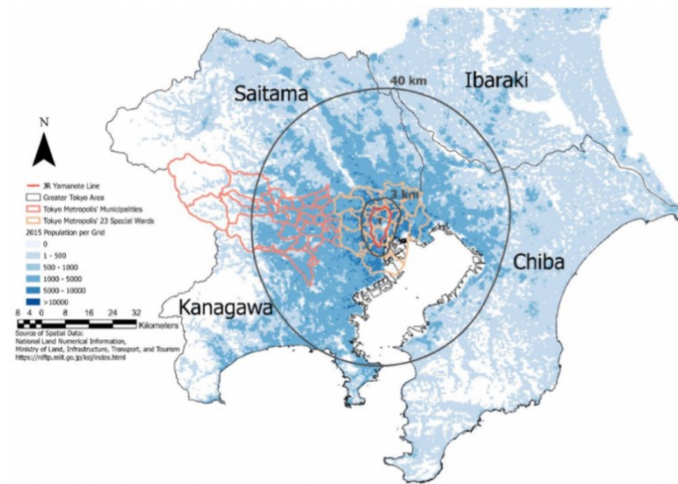 40 km
Ibaraki
Saitama
N
3 km
JR Yamanote Line
Greater Tokyo Area
Tokyo Metropolis' Municipalities
Tokyo Metropolis' 23 Special Wards
2015 Population per Grid
0
1 - 500
500 - 1000
1000 - 5000
5000 - 10000
>10000
Chiba
Kanagawa
8 4 0 8 16 24 32
Kilometers
Source of Spatial Data:
National Land Numerical Information,
Ministry of Land, Infrastructure, Transport, and Tourism
https://nlftp.mlit.go.jp/ksj/index.html